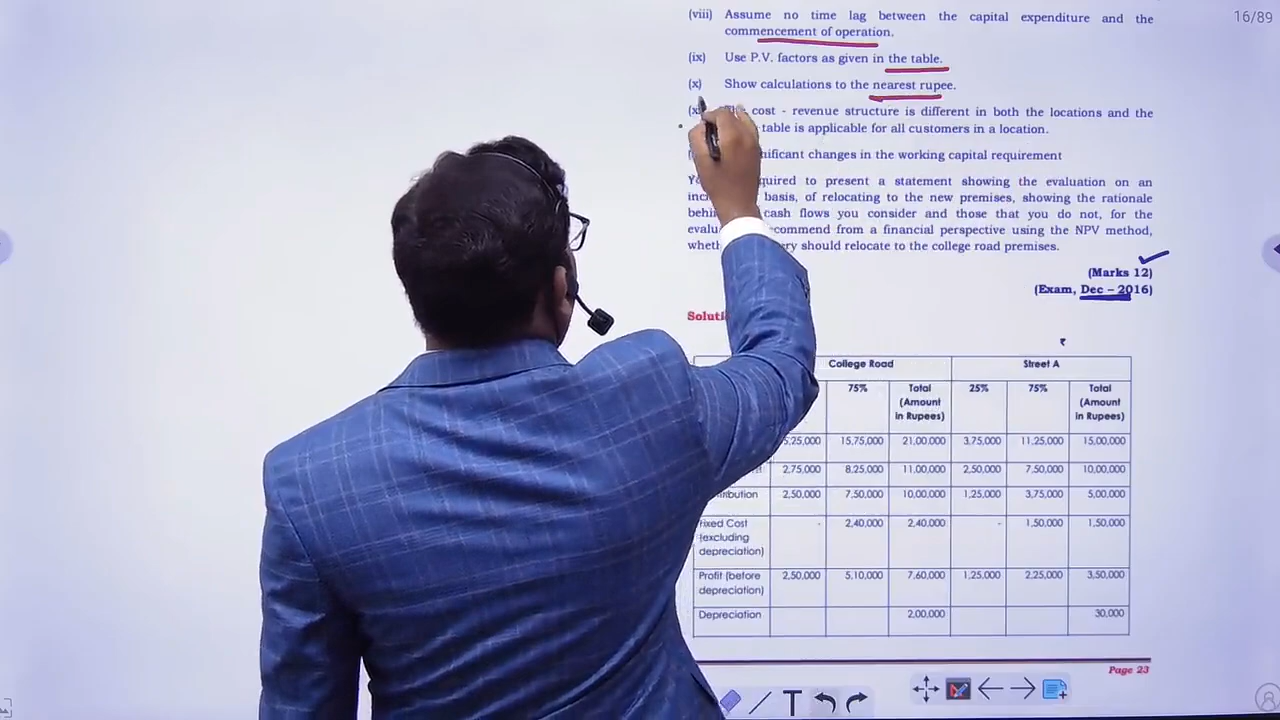 16/89
(viii) Assume no time lag between the capital expenditure and the
commencement of operation.
(ix) Use P.V. factors as given in the table.
(x) Show calculations to the nearest rupee.
cost - revenue structure is different in both the locations and the
table is applicable for all customers in a location.
changes in the working capital requirement
to present a statement showing the evaluation on an
basis, of relocating to the new premises, showing the rationale
cash flows you consider and those that you do not, for the
from a financial perspective using the NPV method,
should relocate to the college road premises.
(Marks 12)
(Exam, Dec – 2016)
₹
College Road Street A
75% Total (Amount in Rupees) 25% 75% Total (Amount in Rupees)
5,25,000 15,75,000 21,00,000 3,75,000 11,25,000 15,00,000
2,75,000 8,25,000 11,00,000 2,50,000 7,50,000 10,00,000
2,50,000 7,50,000 10,00,000 1,25,000 3,75,000 5,00,000
Fixed Cost (excluding depreciation) - 2,40,000 2,40,000 - 1,50,000 1,50,000
Profit (before depreciation) 2,50,000 5,10,000 7,60,000 1,25,000 2,25,000 3,50,000
Depreciation 2,00,000 30,000
Page 23
T